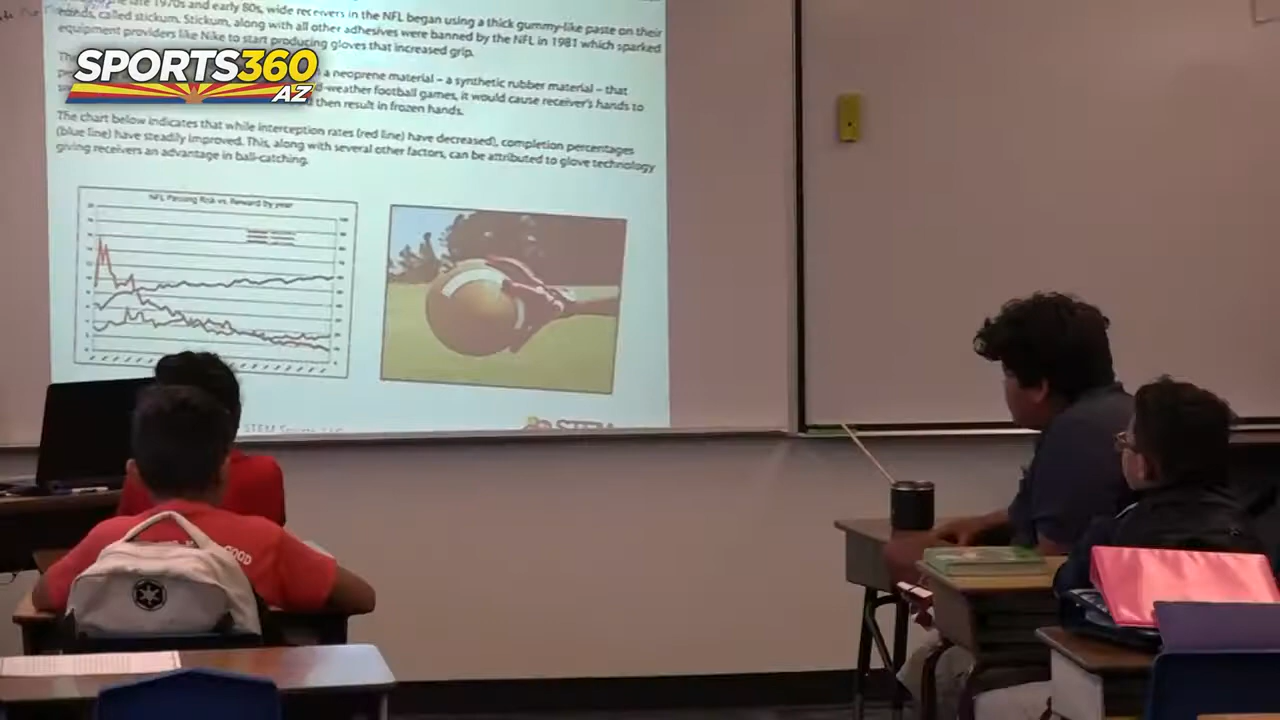 the late 1970s and early 80s, wide receivers in the NFL began using a thick gummy-like paste on their
hands, called stickum. Stickum, along with all other adhesives were banned by the NFL in 1981 which sparked
equipment providers like Nike to start producing gloves that increased grip.
a neoprene material – a synthetic rubber material – that
-weather football games, it would cause receiver's hands to
then result in frozen hands.
SPORTS360
AZ
The chart below indicates that while interception rates (red line) have decreased), completion percentages
(blue line) have steadily improved. This, along with several other factors, can be attributed to glove technology
giving receivers an advantage in ball-catching.
NFL Passing Risk vs. Reward by year
STEM
STEM
GOOD